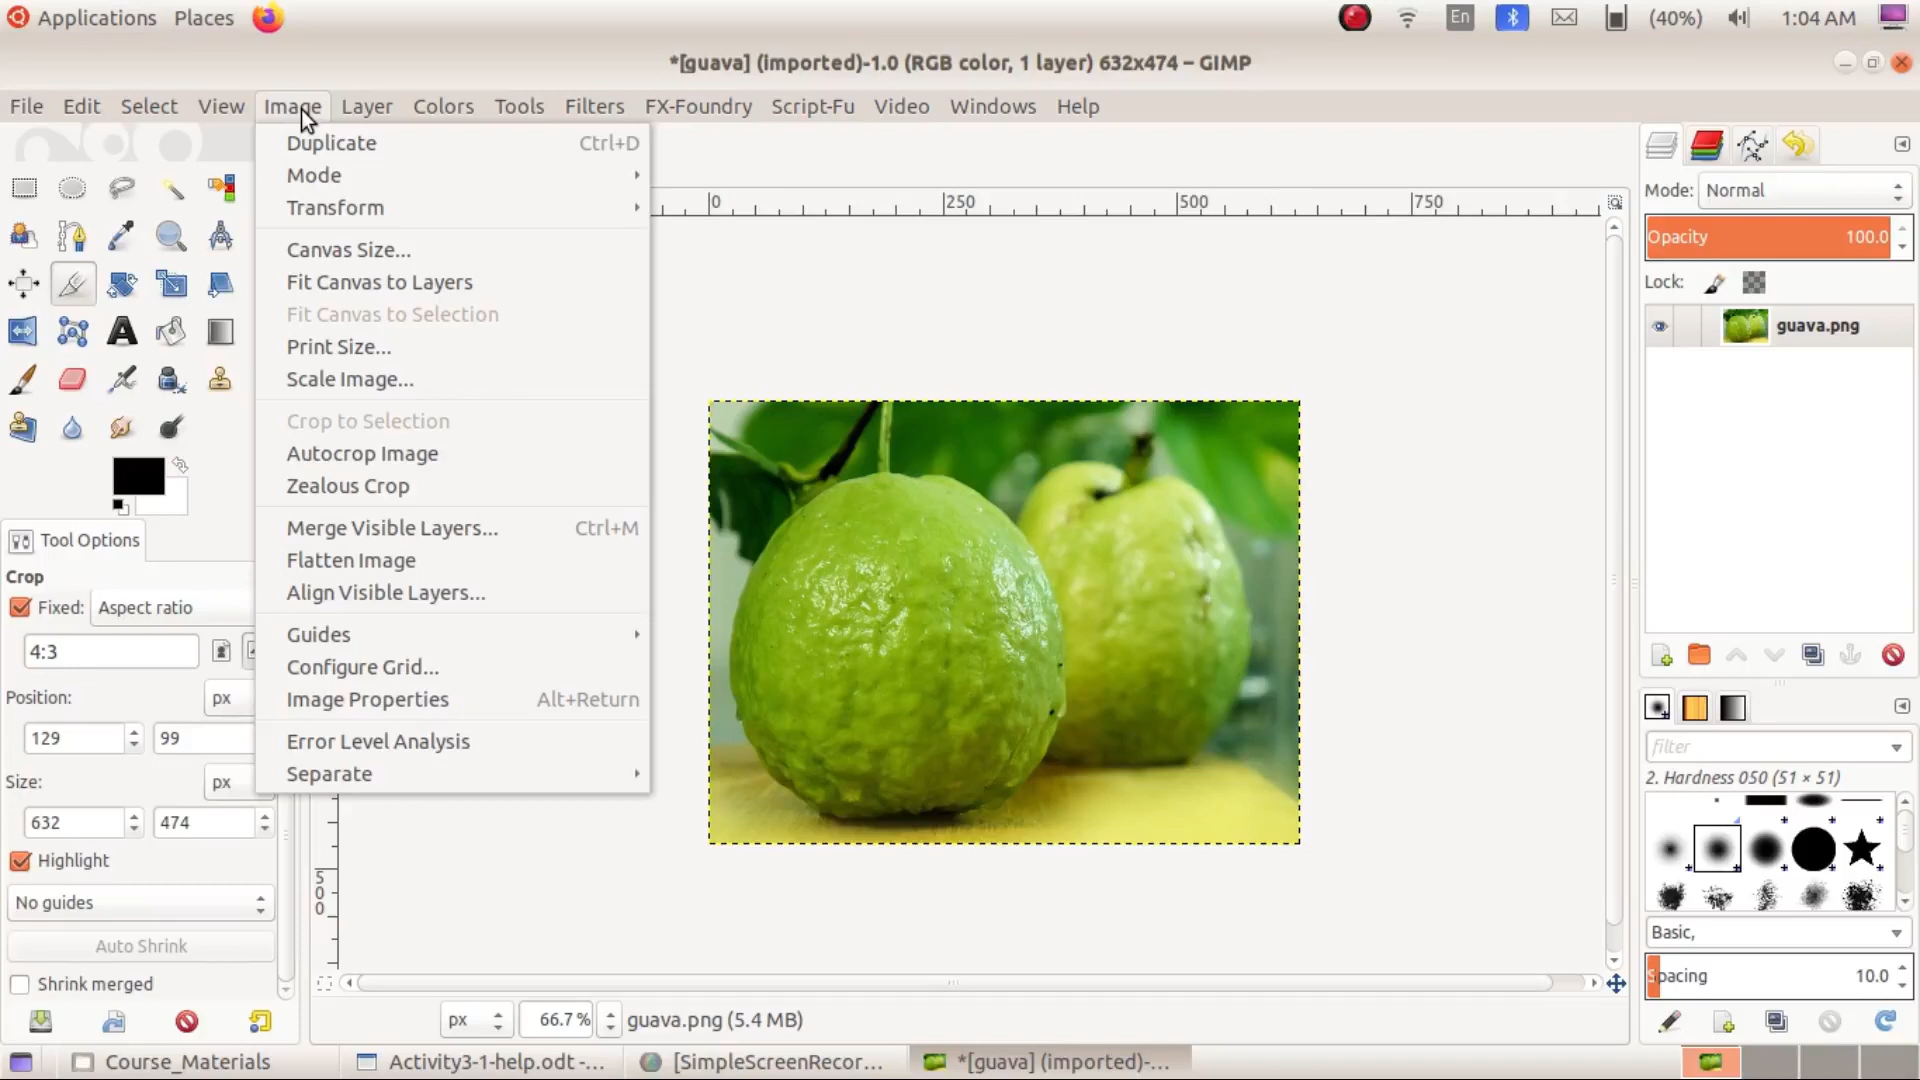 Applications Places En (40%) 1:04 AM
*[guava] (imported)-1.0 (RGB color, 1 layer) 632x474 – GIMP
File Edit Select View Image Layer Colors Tools Filters FX-Foundry Script-Fu Video Windows Help
Duplicate Ctrl+D
Mode
Transform
Canvas Size...
Fit Canvas to Layers
Fit Canvas to Selection
Print Size...
Scale Image...
Crop to Selection
Autocrop Image
Zealous Crop
Merge Visible Layers... Ctrl+M
Flatten Image
Align Visible Layers...
Guides
Configure Grid...
Image Properties Alt+Return
Error Level Analysis
Separate
Tool Options
Crop
Fixed: Aspect ratio
4:3
Position: px
129 99
Size: px
632 474
Highlight
No guides
Auto Shrink
Shrink merged
0 250 500 750
500
px 66.7 % guava.png (5.4 MB)
Mode: Normal
Opacity 100.0
Lock:
guava.png
filter
2. Hardness 050 (51 × 51)
Basic,
Spacing 10.0
Course_Materials Activity3-1-help.odt -... [SimpleScreenRecor... *[guava] (imported)-...